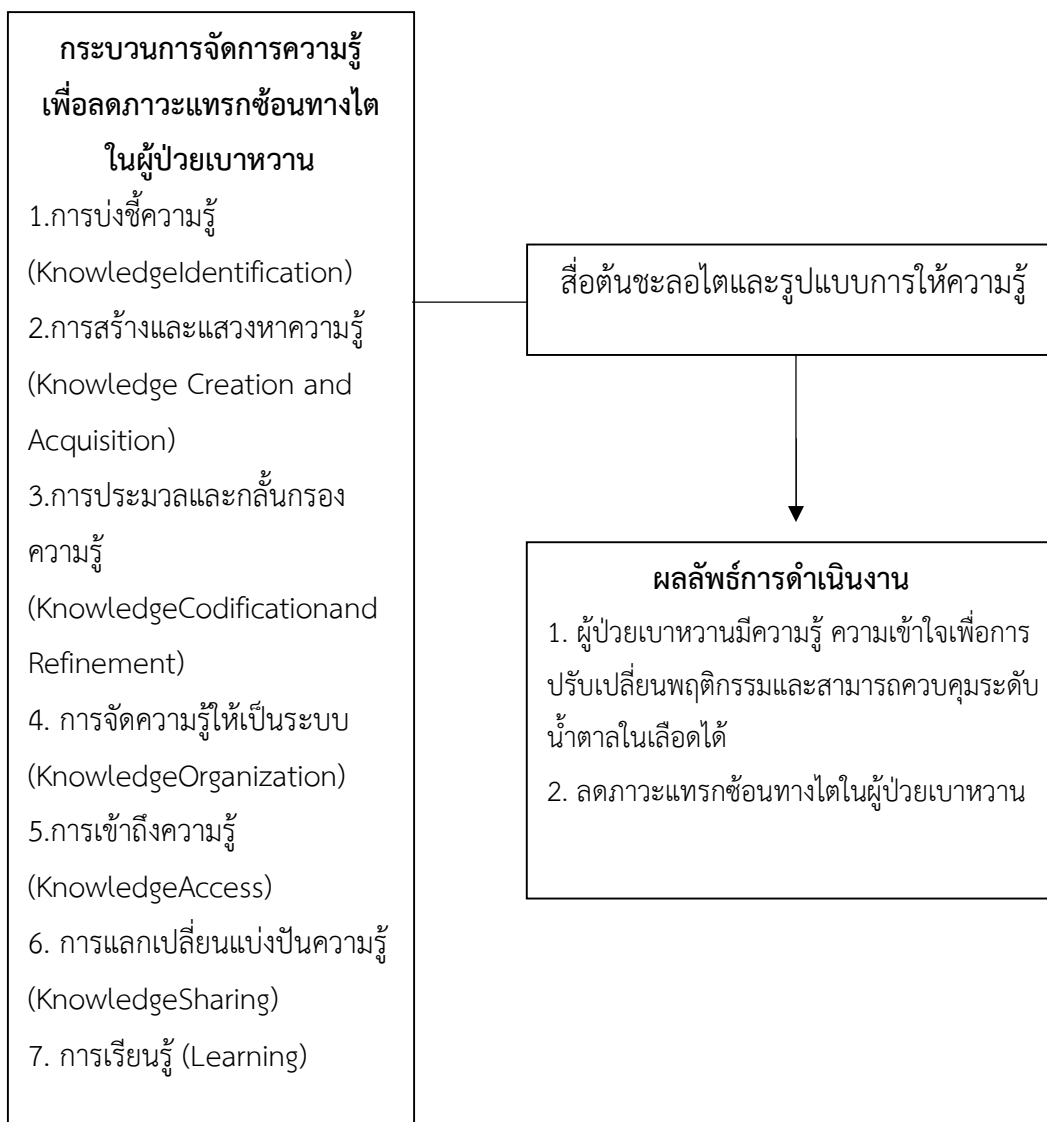 กระบวนการจัดการความรู้
เพื่อลดภาวะแทรกซ้อนทางไต
ในผู้ป่วยเบาหวาน
1.การบ่งชี้ความรู้
(KnowledgeIdentification)
2.การสร้างและแสวงหาความรู้
(Knowledge Creation and
Acquisition)
3.การประมวลและกลั้นกรอง
ความรู้
(KnowledgeCodificationand
Refinement)
4. การจัดความรู้ให้เป็นระบบ
(KnowledgeOrganization)
5.การเข้าถึงความรู้
(KnowledgeAccess)
6. การแลกเปลี่ยนแบ่งปันความรู้
(KnowledgeSharing)
7. การเรียนรู้ (Learning)
สื่อต้นชะลอไตและรูปแบบการให้ความรู้
ผลลัพธ์การดำเนินงาน
1. ผู้ป่วยเบาหวานมีความรู้ ความเข้าใจเพื่อการ
ปรับเปลี่ยนพฤติกรรมและสามารถควบคุมระดับ
น้ำตาลในเลือดได้
2. ลดภาวะแทรกซ้อนทางไตในผู้ป่วยเบาหวาน